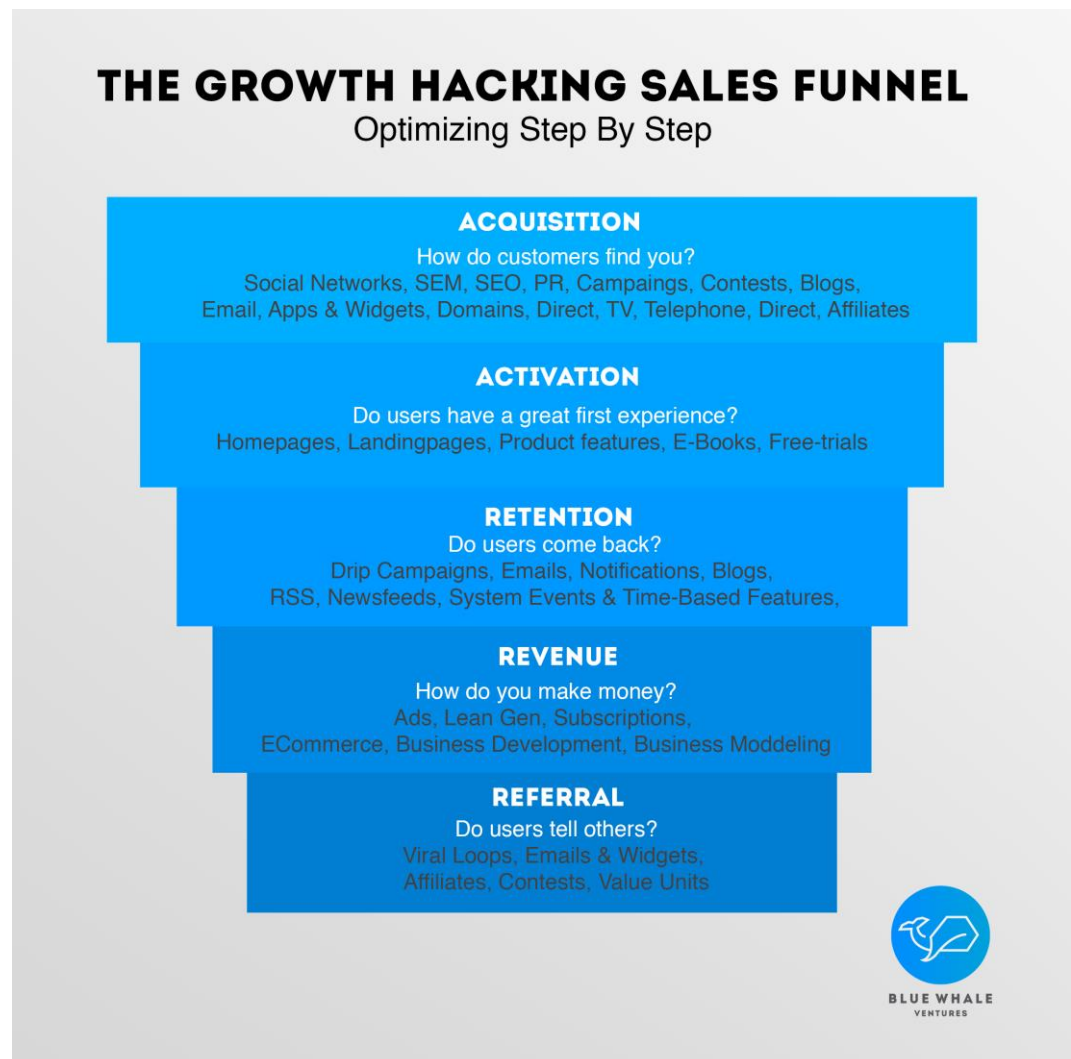 THE GROWTH HACKING SALES FUNNEL
Optimizing Step By Step
ACQUISITION
How do customers find you?
Social Networks, SEM, SEO, PR, Campaings, Contests, Blogs,
Email, Apps & Widgets, Domains, Direct, TV, Telephone, Direct, Affiliates
ACTIVATION
Do users have a great first experience?
Homepages, Landingpages, Product features, E-Books, Free-trials
RETENTION
Do users come back?
Drip Campaigns, Emails, Notifications, Blogs,
RSS, Newsfeeds, System Events & Time-Based Features,
REVENUE
How do you make money?
Ads, Lean Gen, Subscriptions,
ECommerce, Business Development, Business Moddeling
REFERRAL
Do users tell others?
Viral Loops, Emails & Widgets,
Affiliates, Contests, Value Units
BLUE WHALE
VENTURES